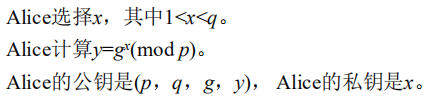 Alice选择x，其中1<x<q。
Alice计算y=gˣ(mod p)。
Alice的公钥是(p，q，g，y)， Alice的私钥是x。